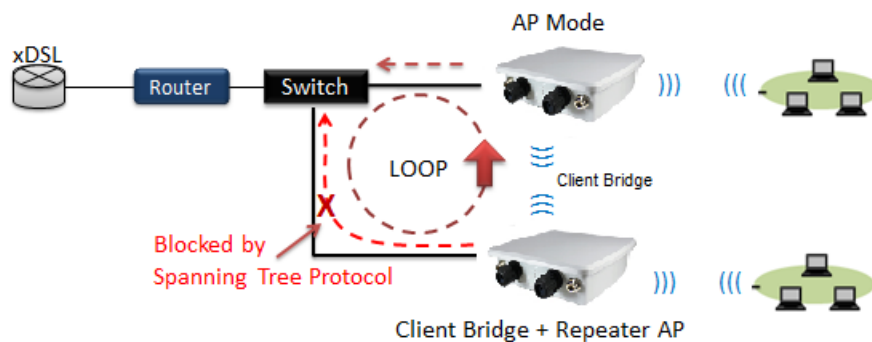 AP Mode
xDSL
Router
Switch
LOOP
Client Bridge
X
Blocked by
Spanning Tree Protocol
Client Bridge + Repeater AP